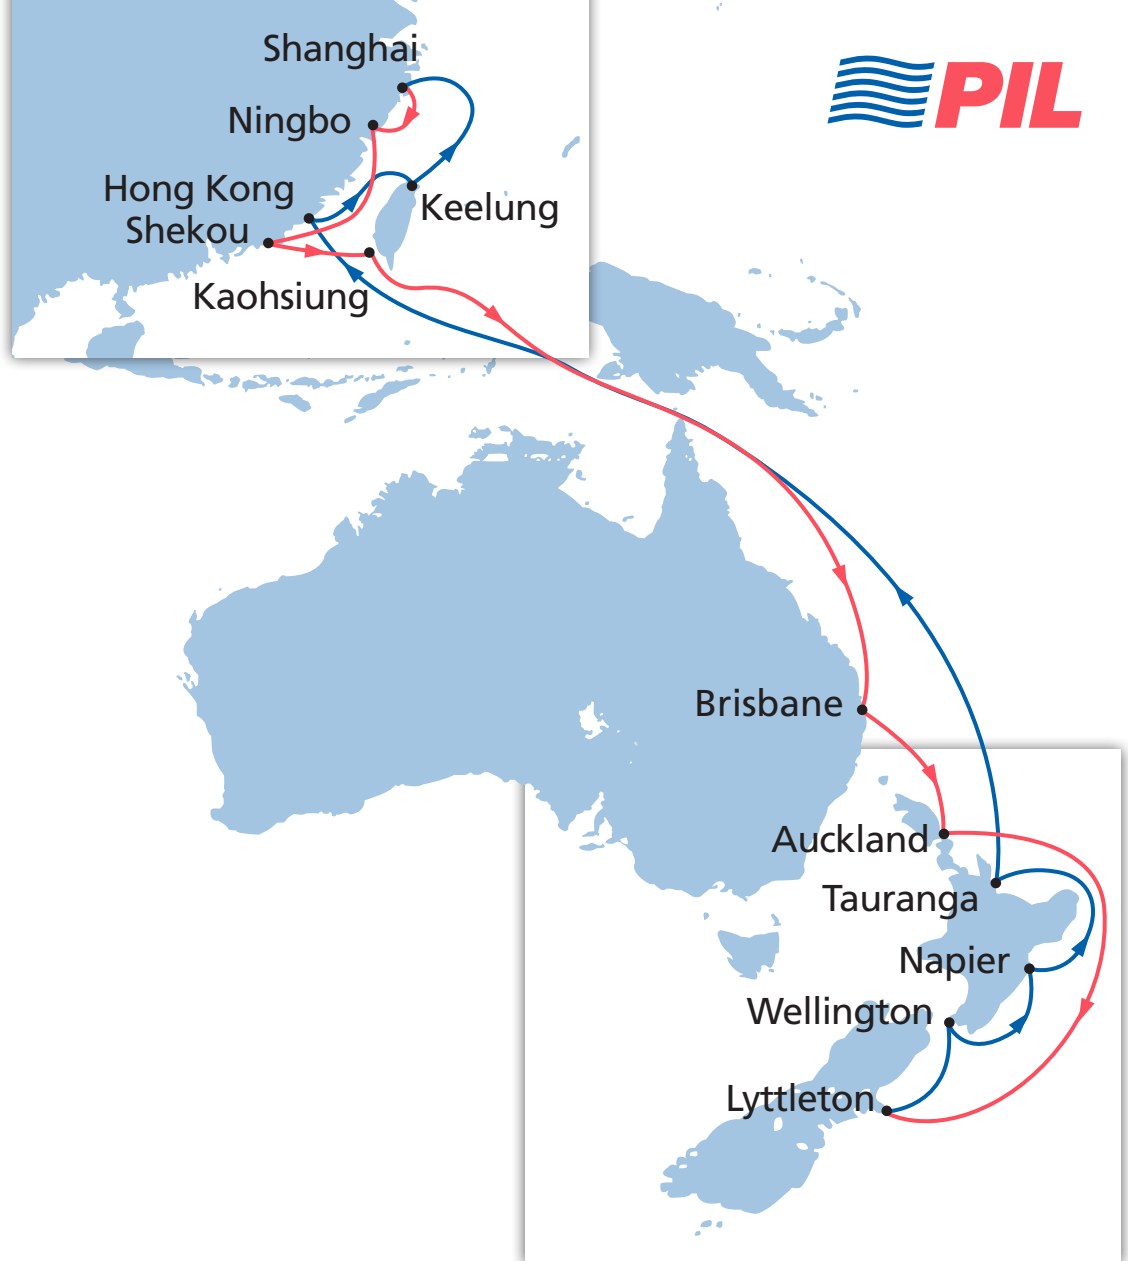 Shanghai
PIL
Ningbo
Hong Kong
Shekou
Keelung
Kaohsiung
Brisbane
Auckland
Tauranga
Napier
Wellington
Lyttleton